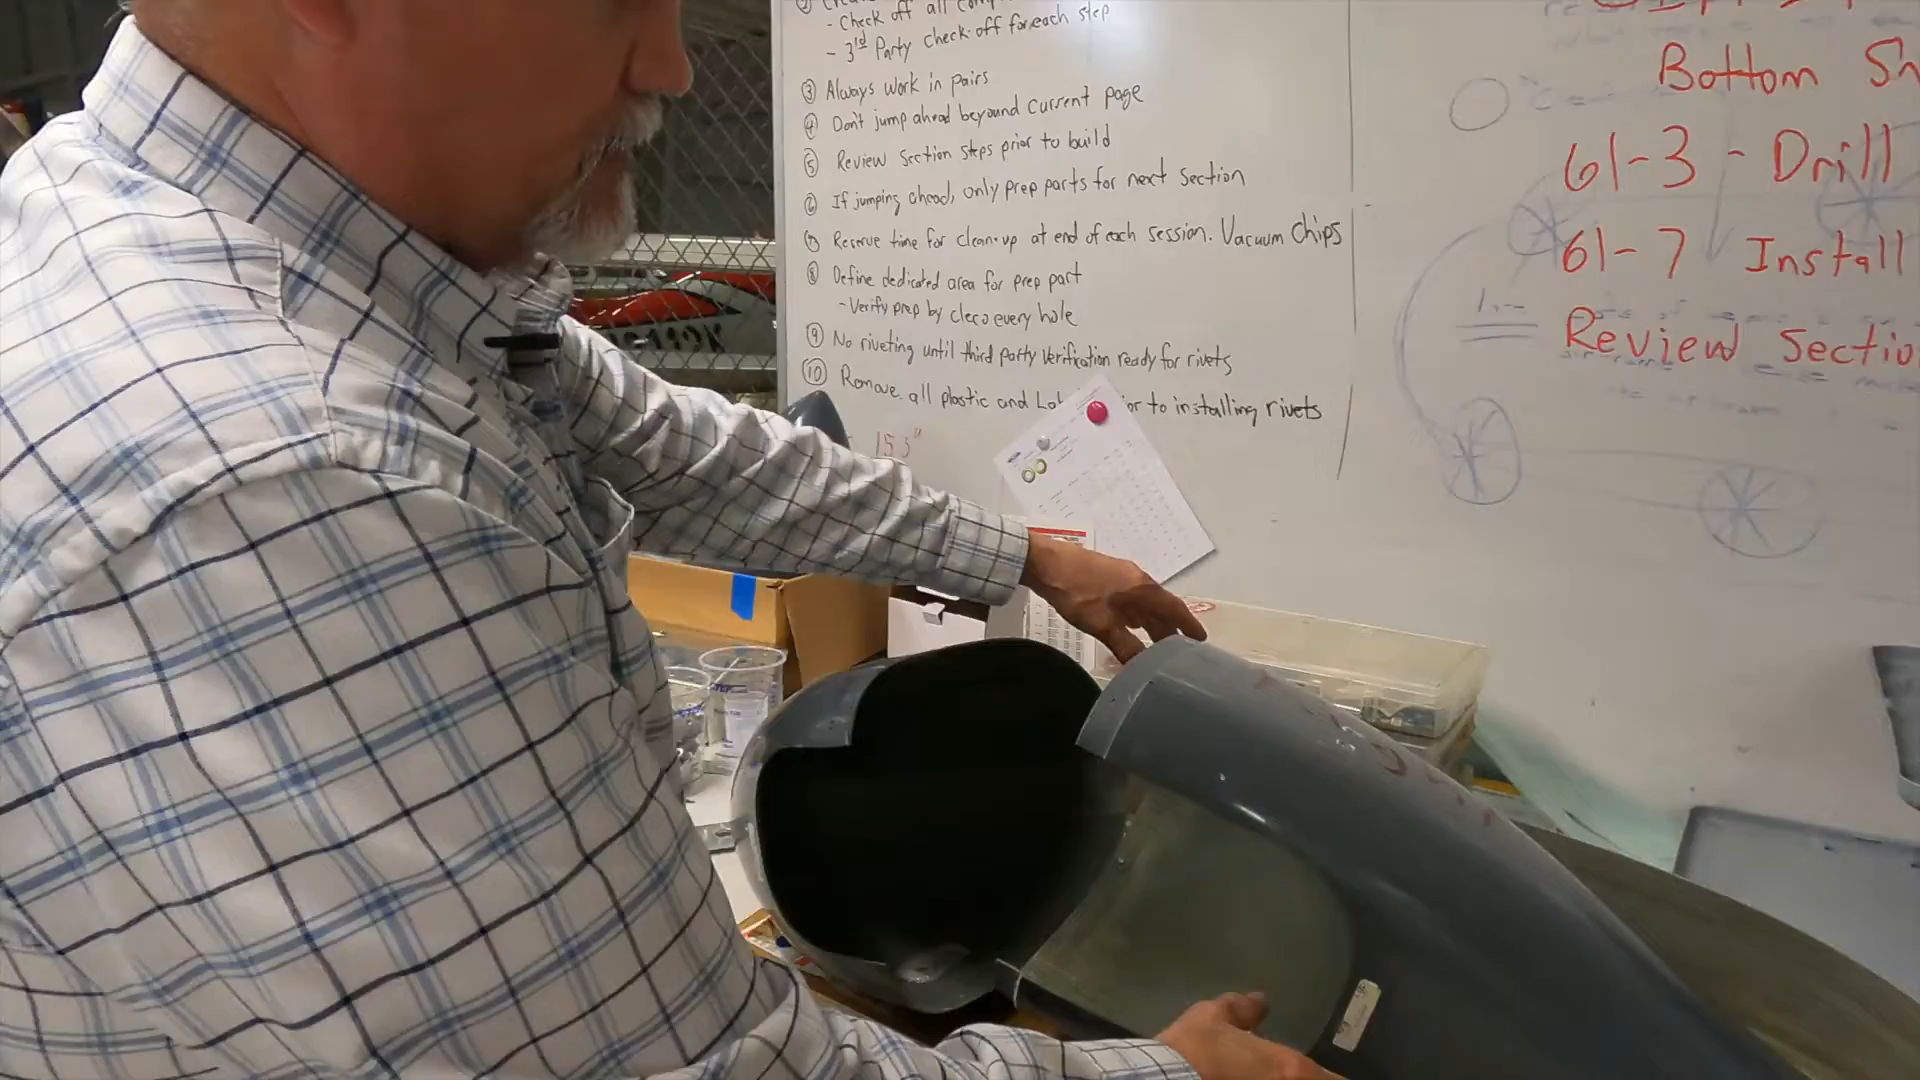 - Check off all
- 3rd Party check-off for each step
③ Always work in pairs
④ Don't jump ahead beyound current page
⑤ Review Section steps prior to build
⑥ If jumping ahead, only prep parts for next section
⑦ Reserve time for clean-up at end of each session. Vacuum Chips
⑧ Define dedicated area for prep part
- Verify prep by cleco every hole
⑨ No riveting until third party verification ready for rivets
⑩ Remove all plastic and to installing rivets
153"
Bottom
61-3 - Drill
61-7 Install
Review Sectio